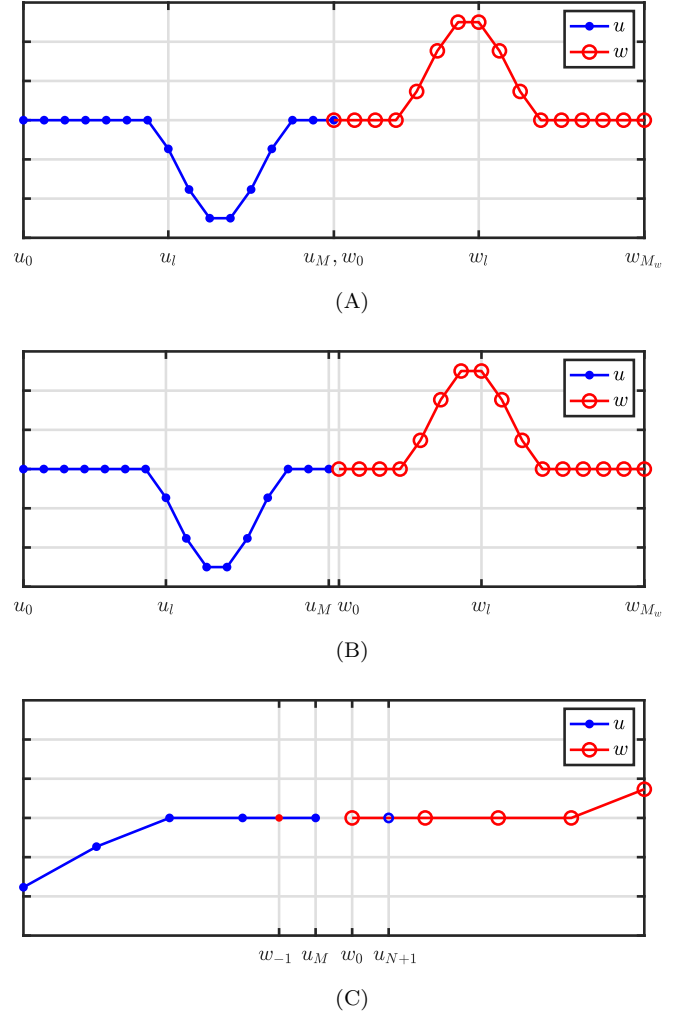 u
w
u_0 u_l u_M, w_0 w_l w_{M_w}
(A)
u
w
u_0 u_l u_M w_0 w_l w_{M_w}
(B)
u
w
w_{-1} u_M w_0 u_{N+1}
(C)